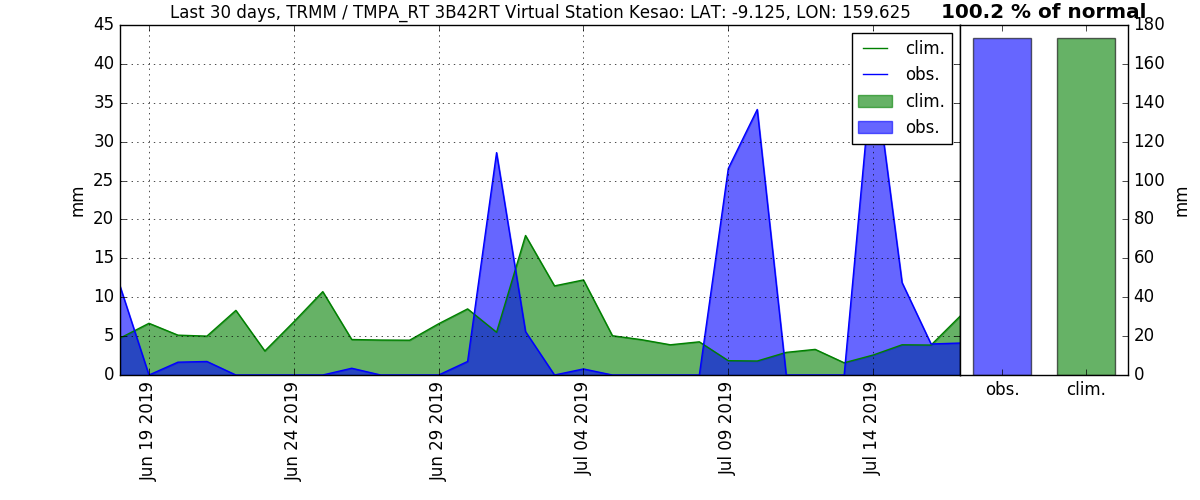 Last 30 days, TRMM / TMPA_RT 3B42RT Virtual Station Kesao: LAT: -9.125, LON: 159.625
100.2 % of normal
45
40
35
30
25
20
15
10
5
0
mm
clim.
obs.
clim.
obs.
180
160
140
120
100
80
60
40
20
0
mm
Jun 19 2019
Jun 24 2019
Jun 29 2019
Jul 04 2019
Jul 09 2019
Jul 14 2019
obs.
clim.